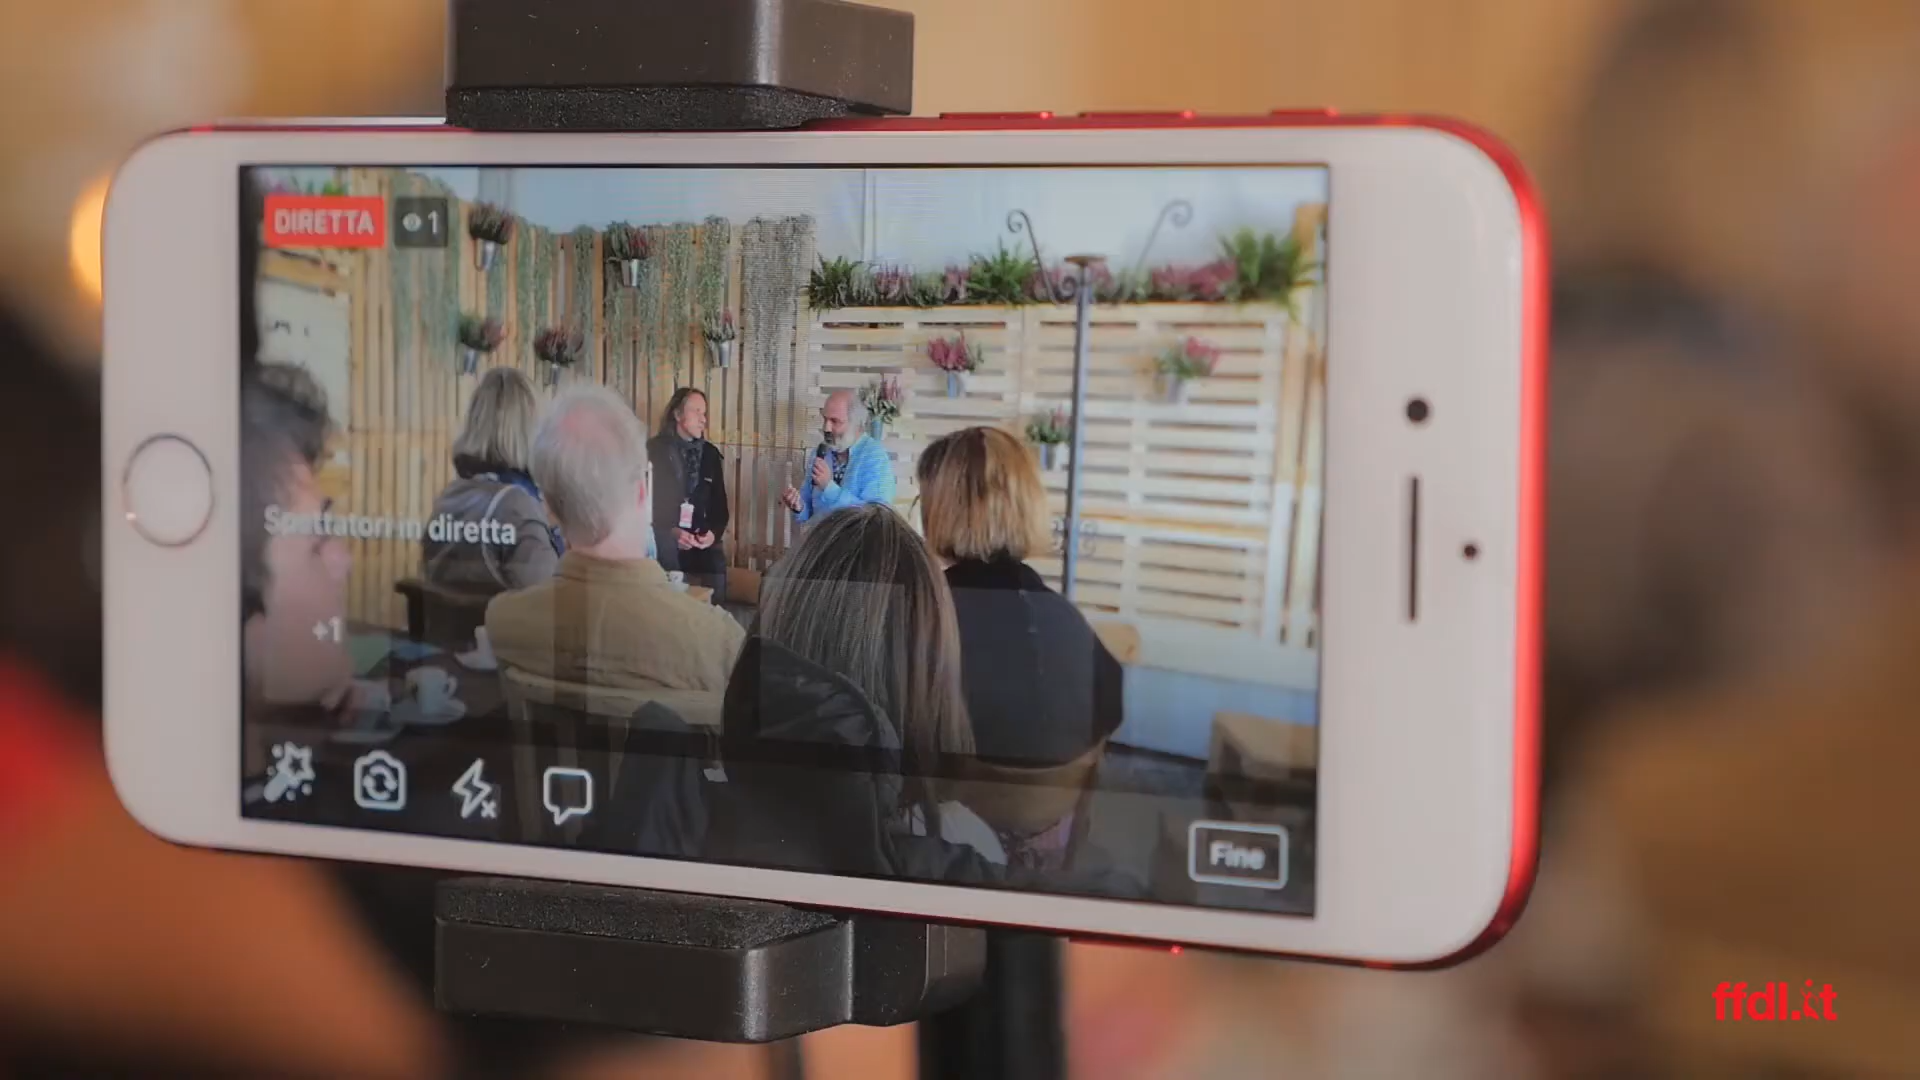 DIRETTA 1
Spettatori in diretta
+1
Fine
ffdl.it